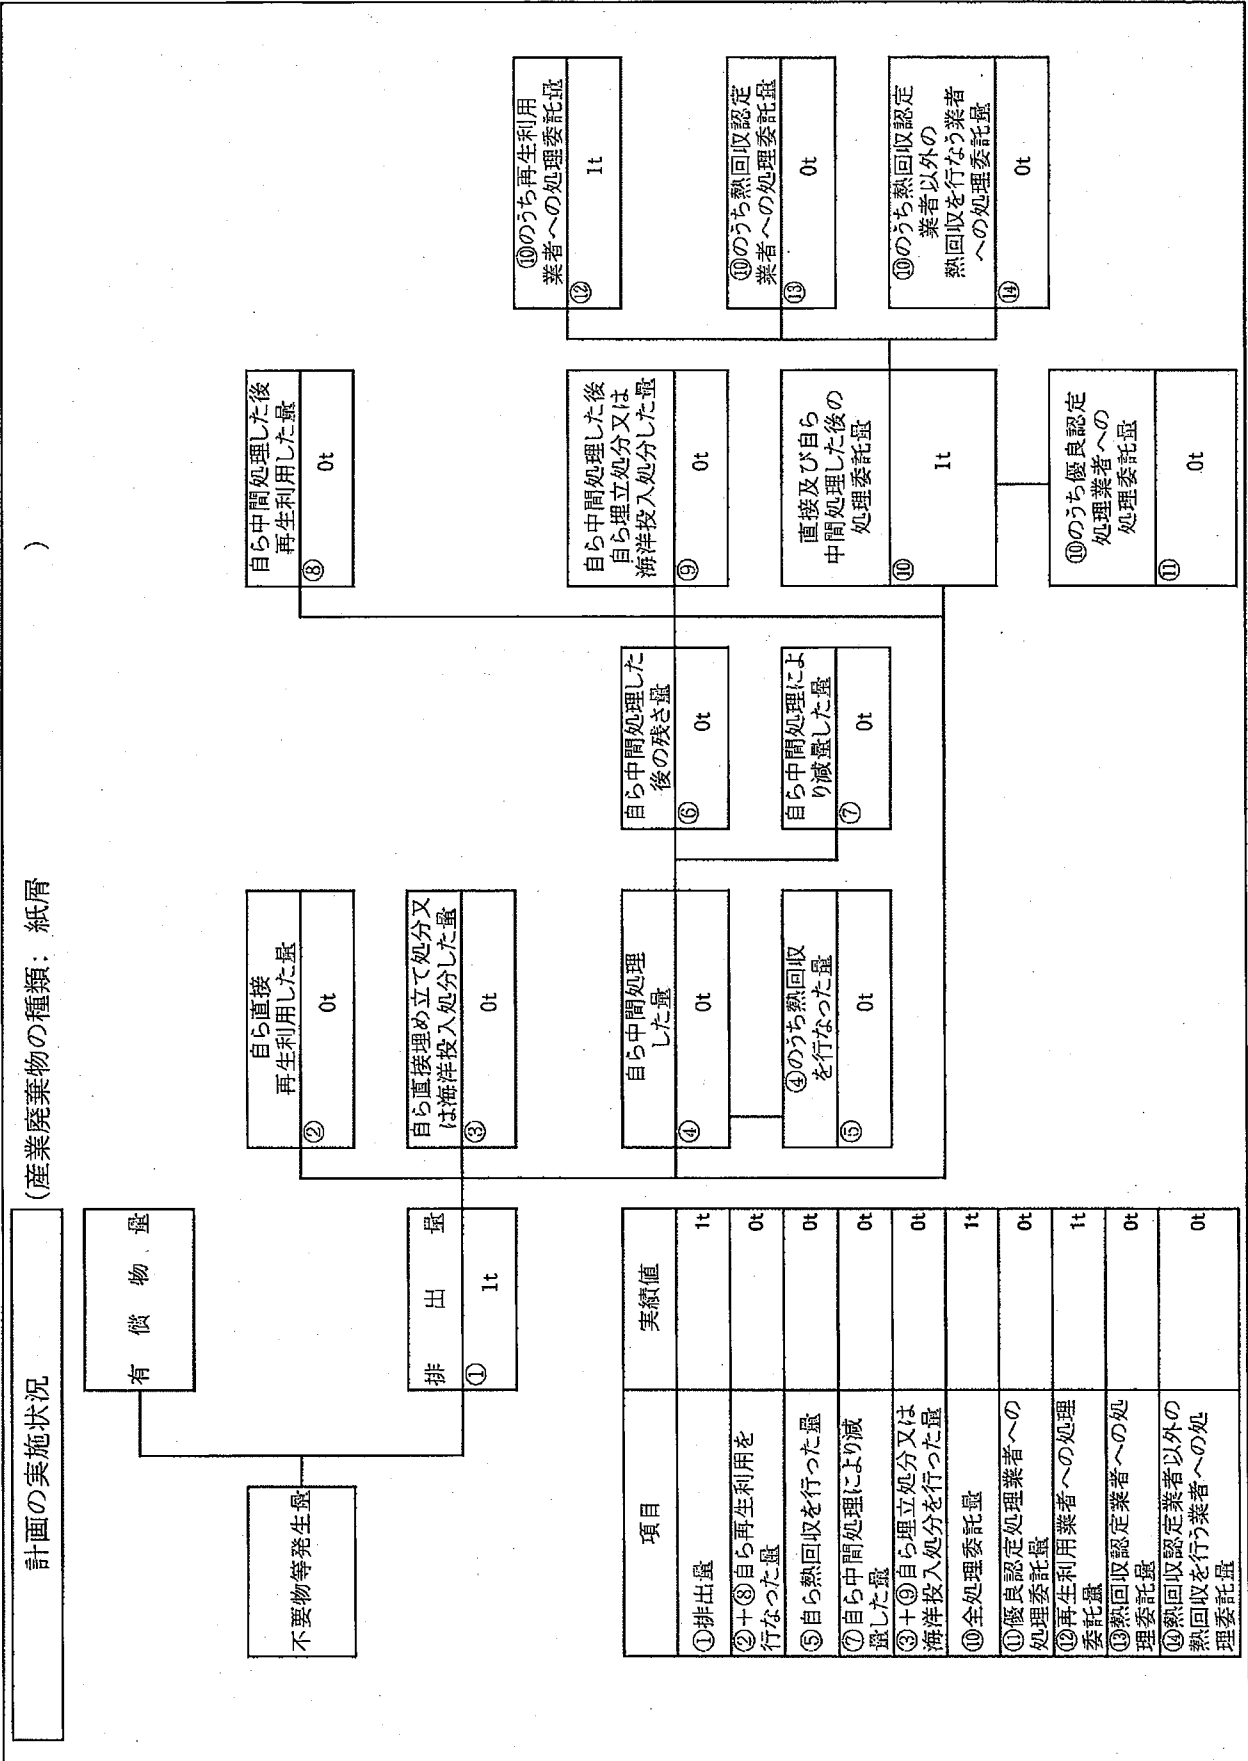 計画の実施状況
(産業廃棄物の種類: 紙屑 )
有 償 物 量
不要物等発生量
排 出 量
① 1t
自ら直接
再生利用した量
② 0t
自ら直接埋め立て処分又
は海洋投入処分した量
③ 0t
自ら中間処理
した量
④ 0t
④のうち熱回収
を行なった量
⑤ 0t
自ら中間処理した
後の残さ量
⑥ 0t
自ら中間処理によ
り減量した量
⑦ 0t
自ら中間処理した後
再生利用した量
⑧ 0t
自ら中間処理した後
自ら埋立処分又は
海洋投入処分した量
⑨ 0t
直接及び自ら
中間処理した後の
処理委託量
⑩ 1t
⑩のうち優良認定
処理業者への
処理委託量
⑪ 0t
⑩のうち再生利用
業者への処理委託量
⑫ 1t
⑩のうち熱回収認定
業者への処理委託量
⑬ 0t
⑩のうち熱回収認定
業者以外の
熱回収を行なう業者
への処理委託量
⑭ 0t
項目 実績値
①排出量 1t
②+⑧自ら再生利用を
行なった量 0t
⑤自ら熱回収を行った量 0t
⑦自ら中間処理により減
量した量 0t
③+⑨自ら埋立処分又は
海洋投入処分を行った量 0t
⑩全処理委託量 1t
⑪優良認定処理業者への
処理委託量 0t
⑫再生利用業者への処理
委託量 1t
⑬熱回収認定業者への処
理委託量 0t
⑭熱回収認定業者以外の
熱回収を行う業者への処
理委託量 0t